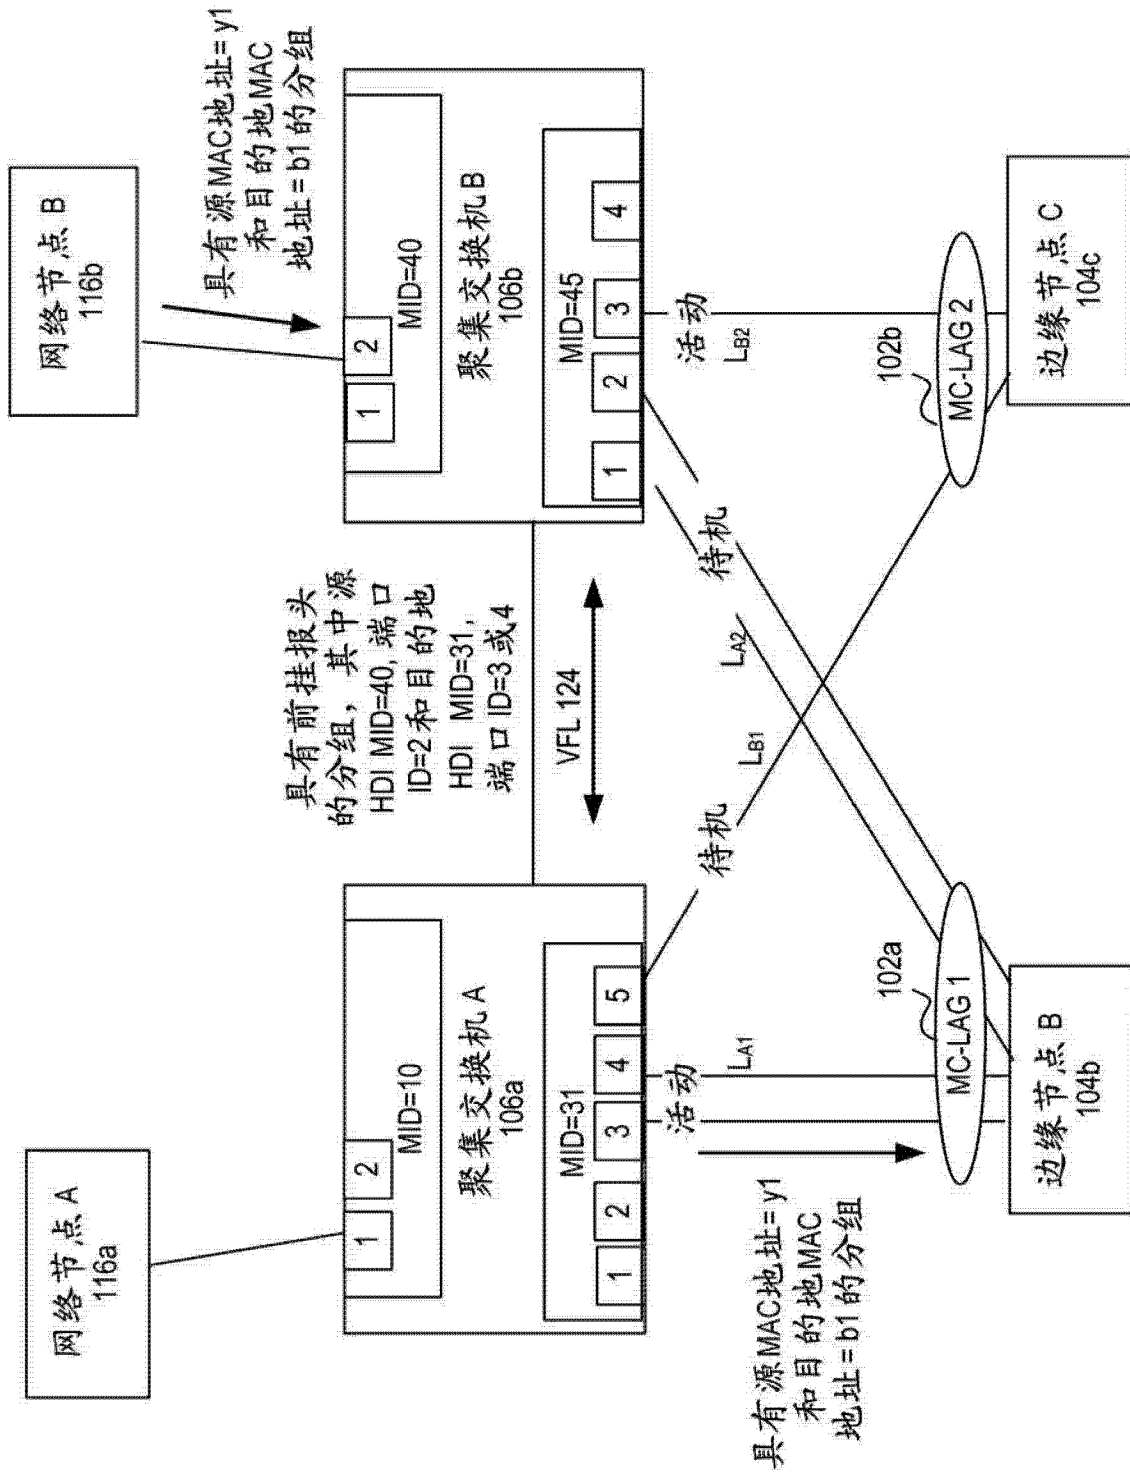 网络节点 A
116a
网络节点 B
116b
具有源MAC地址= y1
和目的地MAC
地址= b1的分组
1
2
MID=10
聚集交换机 A
106a
MID=31
1
2
3
4
5
具有前挂报头
的分组，其中源
HDI MID=40, 端口
ID=2和目的地
HDI MID=31,
端口 ID=3 或4
VFL 124
1
2
MID=40
聚集交换机 B
106b
MID=45
1
2
3
4
具有源MAC地址= y1
和目的地MAC
地址= b1的分组
活动
LA1
待机
LB1
LA2
待机
活动
LB2
102a
MC-LAG 1
102b
MC-LAG 2
边缘节点 B
104b
边缘节点 C
104c